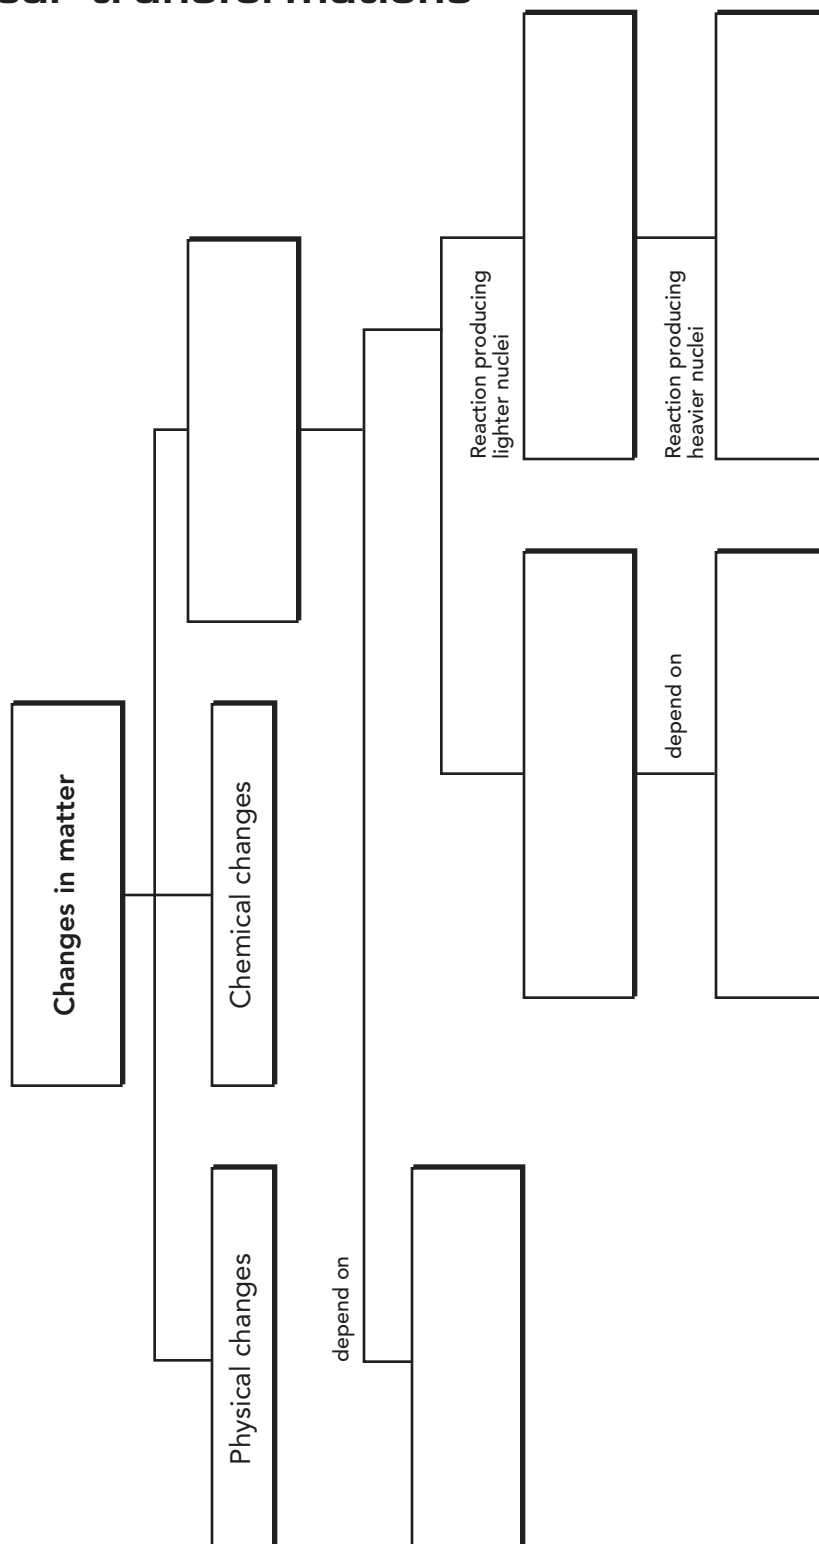 transformations
Changes in matter
Physical changes
Chemical changes
depend on
Reaction producing
lighter nuclei
depend on
Reaction producing
heavier nuclei